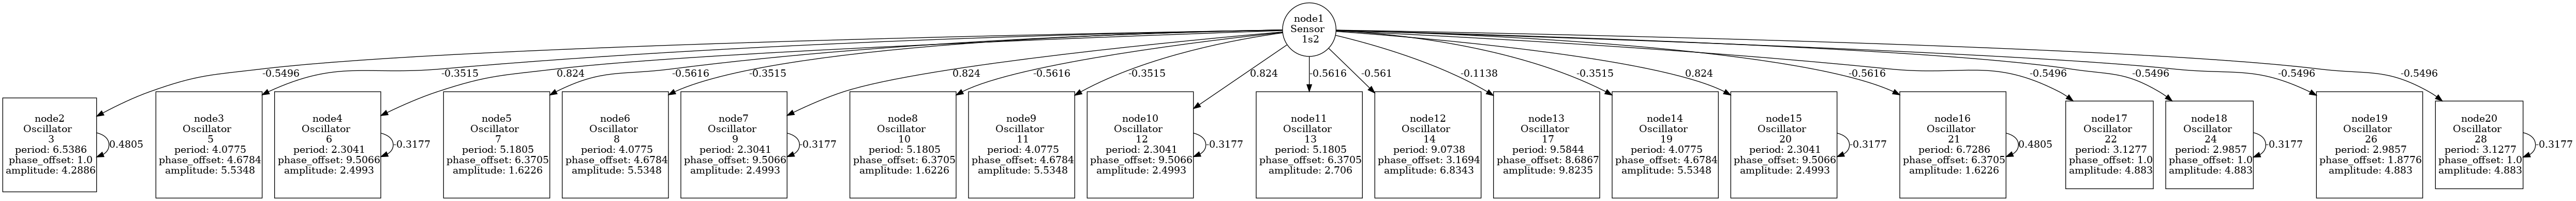 node1
Sensor
1s2
-0.5496
-0.3515
0.824
-0.5616
-0.3515
0.824
-0.5616
-0.3515
0.824
-0.5616
-0.561
-0.1138
-0.3515
0.824
-0.5616
-0.5496
-0.5496
-0.5496
-0.5496
node2
Oscillator
3
period: 6.5386
phase_offset: 1.0
amplitude: 4.2886
0.4805
node3
Oscillator
5
period: 4.0775
phase_offset: 4.6784
amplitude: 5.5348
node4
Oscillator
6
period: 2.3041
phase_offset: 9.5066
amplitude: 2.4993
-0.3177
node5
Oscillator
7
period: 5.1805
phase_offset: 6.3705
amplitude: 1.6226
node6
Oscillator
8
period: 4.0775
phase_offset: 4.6784
amplitude: 5.5348
node7
Oscillator
9
period: 2.3041
phase_offset: 9.5066
amplitude: 2.4993
-0.3177
node8
Oscillator
10
period: 5.1805
phase_offset: 6.3705
amplitude: 1.6226
node9
Oscillator
11
period: 4.0775
phase_offset: 4.6784
amplitude: 5.5348
node10
Oscillator
12
period: 2.3041
phase_offset: 9.5066
amplitude: 2.4993
-0.3177
node11
Oscillator
13
period: 5.1805
phase_offset: 6.3705
amplitude: 2.706
node12
Oscillator
14
period: 9.0738
phase_offset: 3.1694
amplitude: 6.8343
node13
Oscillator
17
period: 9.5844
phase_offset: 8.6867
amplitude: 9.8235
node14
Oscillator
19
period: 4.0775
phase_offset: 4.6784
amplitude: 5.5348
node15
Oscillator
20
period: 2.3041
phase_offset: 9.5066
amplitude: 2.4993
-0.3177
node16
Oscillator
21
period: 6.7286
phase_offset: 6.3705
amplitude: 1.6226
0.4805
node17
Oscillator
22
period: 3.1277
phase_offset: 1.0
amplitude: 4.883
node18
Oscillator
24
period: 2.9857
phase_offset: 1.0
amplitude: 4.883
-0.3177
node19
Oscillator
26
period: 2.9857
phase_offset: 1.8776
amplitude: 4.883
node20
Oscillator
28
period: 3.1277
phase_offset: 1.0
amplitude: 4.883
-0.3177